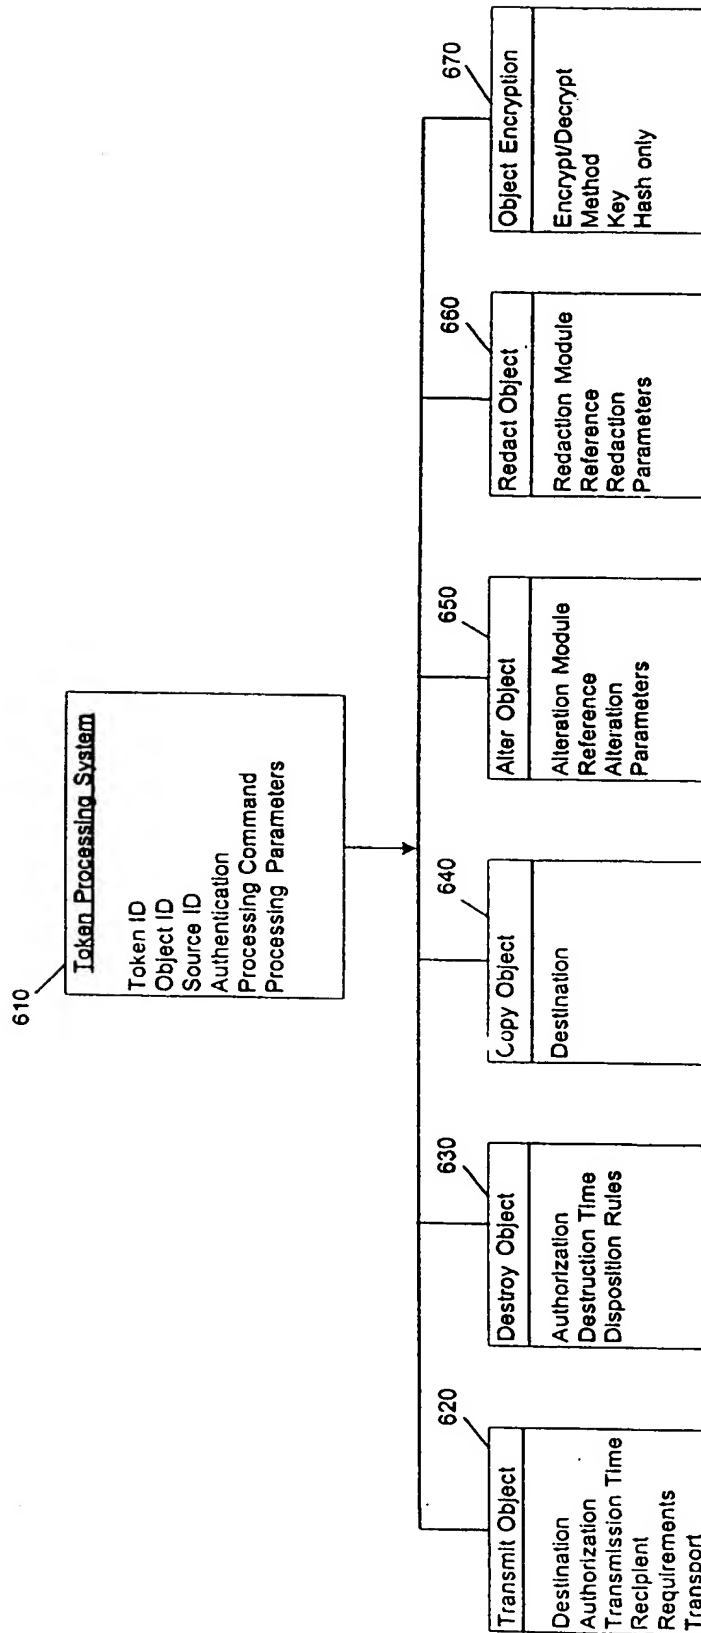 610
Token Processing System
Token ID
Object ID
Source ID
Authentication
Processing Command
Processing Parameters
620
Transmit Object
Destination
Authorization
Transmission Time
Recipient
Requirements
Transport
630
Destroy Object
Authorization
Destruction Time
Disposition Rules
640
Copy Object
Destination
650
Alter Object
Alteration Module
Reference
Alteration
Parameters
660
Redact Object
Redaction Module
Reference
Redaction
Parameters
670
Object Encryption
Encrypt/Decrypt
Method
Key
Hash only